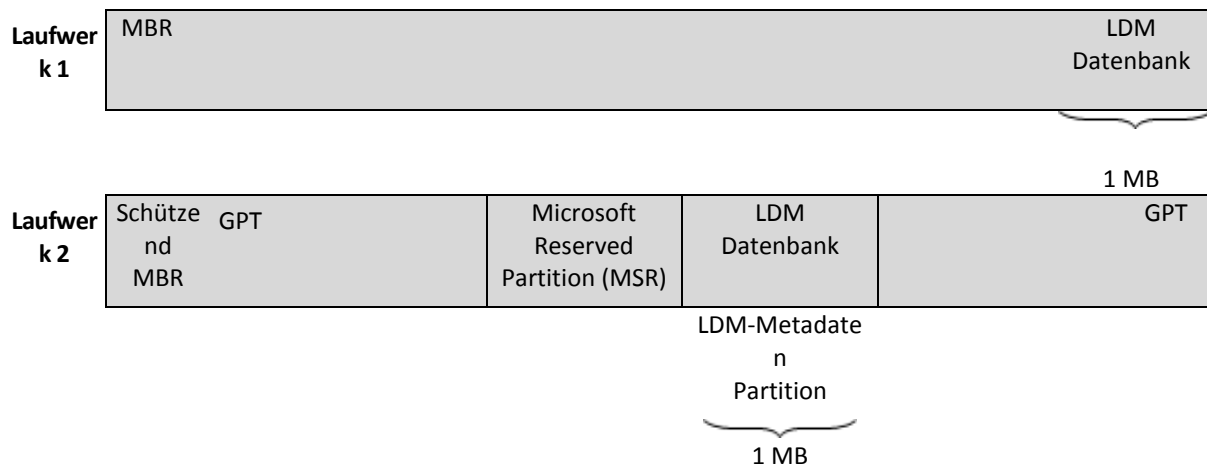 Laufwer
k 1
MBR
LDM
Datenbank
1 MB
Laufwer
k 2
Schütze
nd
MBR
GPT
Microsoft
Reserved
Partition (MSR)
LDM
Datenbank
GPT
LDM-Metadate
n
Partition
1 MB